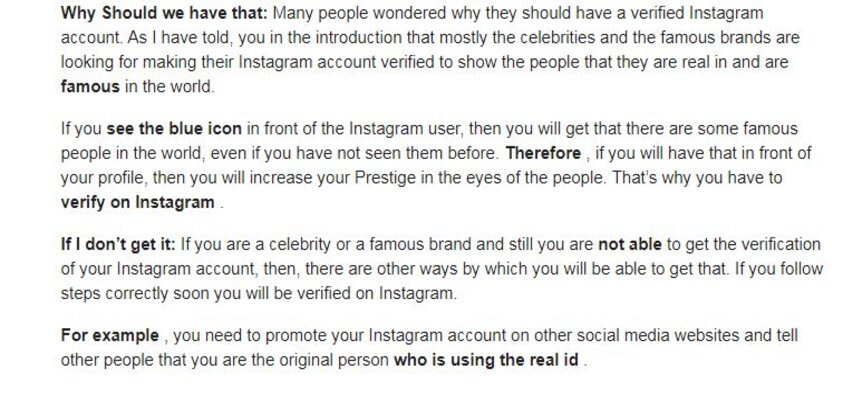 Why Should we have that: Many people wondered why they should have a verified Instagram
account. As I have told, you in the introduction that mostly the celebrities and the famous brands are
looking for making their Instagram account verified to show the people that they are real in and are
famous in the world.
If you see the blue icon in front of the Instagram user, then you will get that there are some famous
people in the world, even if you have not seen them before. Therefore , if you will have that in front of
your profile, then you will increase your Prestige in the eyes of the people. That’s why you have to
verify on Instagram .
If I don’t get it: If you are a celebrity or a famous brand and still you are not able to get the verification
of your Instagram account, then, there are other ways by which you will be able to get that. If you follow
steps correctly soon you will be verified on Instagram.
For example , you need to promote your Instagram account on other social media websites and tell
other people that you are the original person who is using the real id .